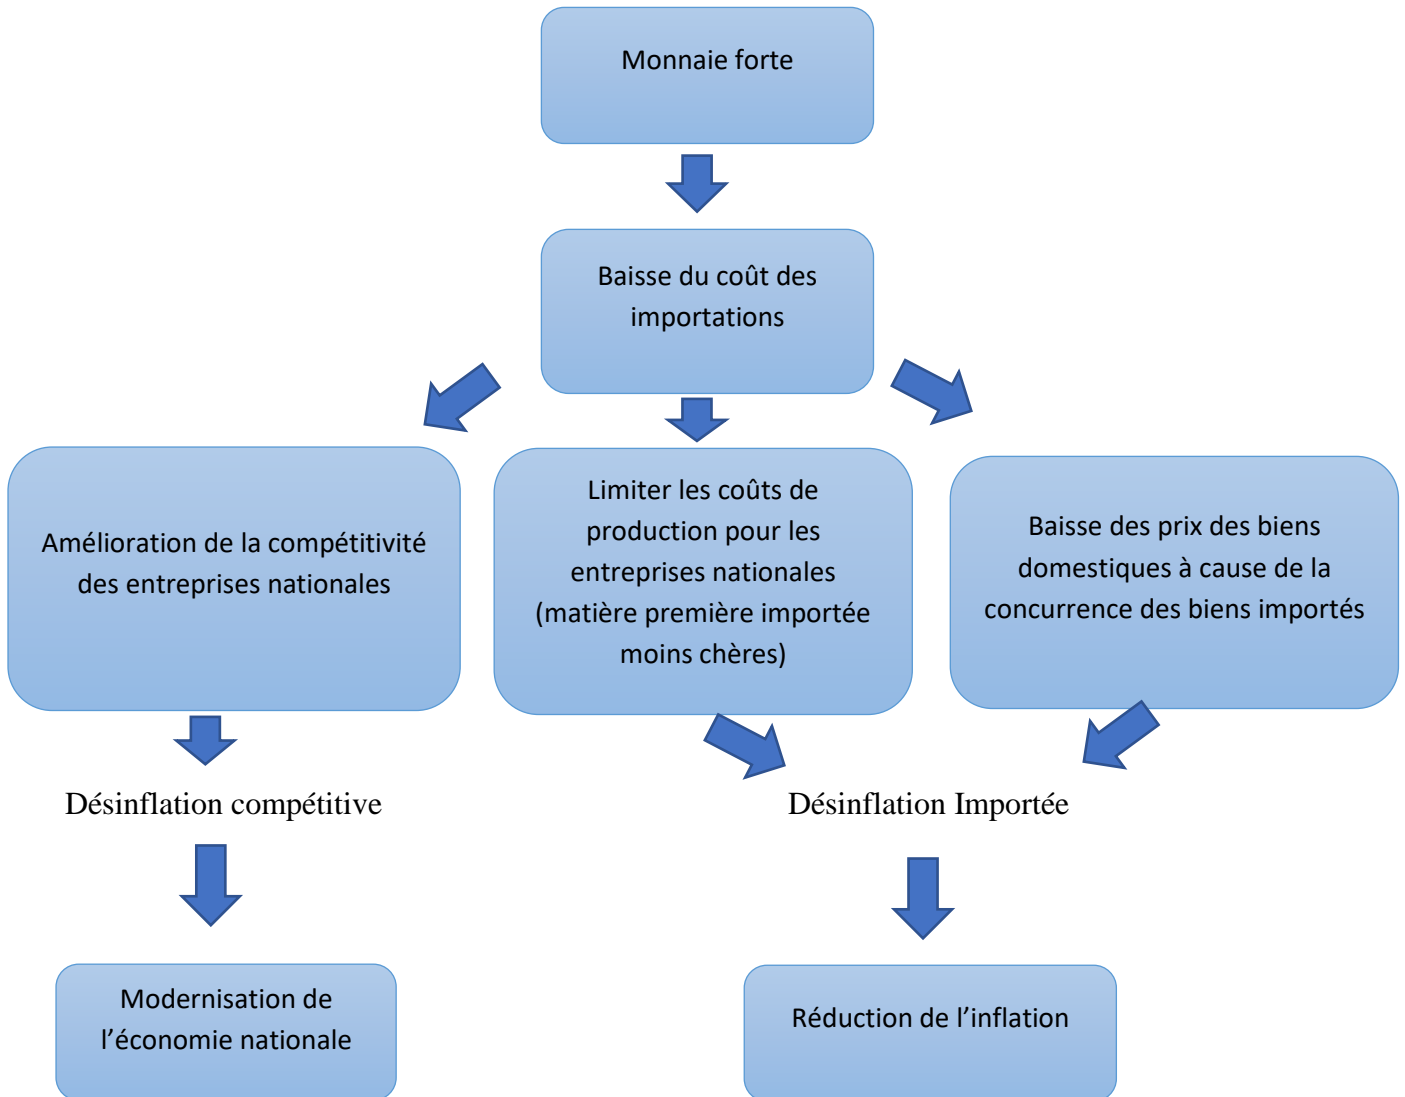 Monnaie forte
Baisse du coût des
importations
Amélioration de la compétitivité
des entreprises nationales
Limiter les coûts de
production pour les
entreprises nationales
(matière première importée
moins chères)
Baisse des prix des biens
domestiques à cause de la
concurrence des biens importés
Désinflation compétitive
Désinflation Importée
Modernisation de
l’économie nationale
Réduction de l’inflation